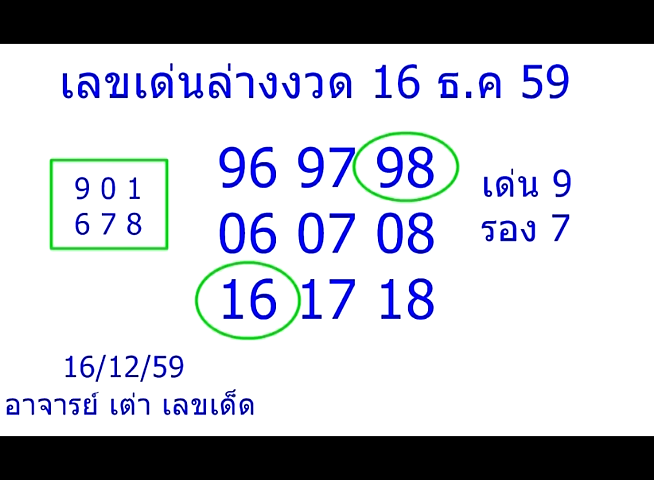 เลขเด่นล่างงวด 16 ธ.ค 59
9 0 1
6 7 8
96 97 98
06 07 08
16 17 18
เด่น 9
รอง 7
16/12/59
อาจารย์ เต่า เลขเด็ด